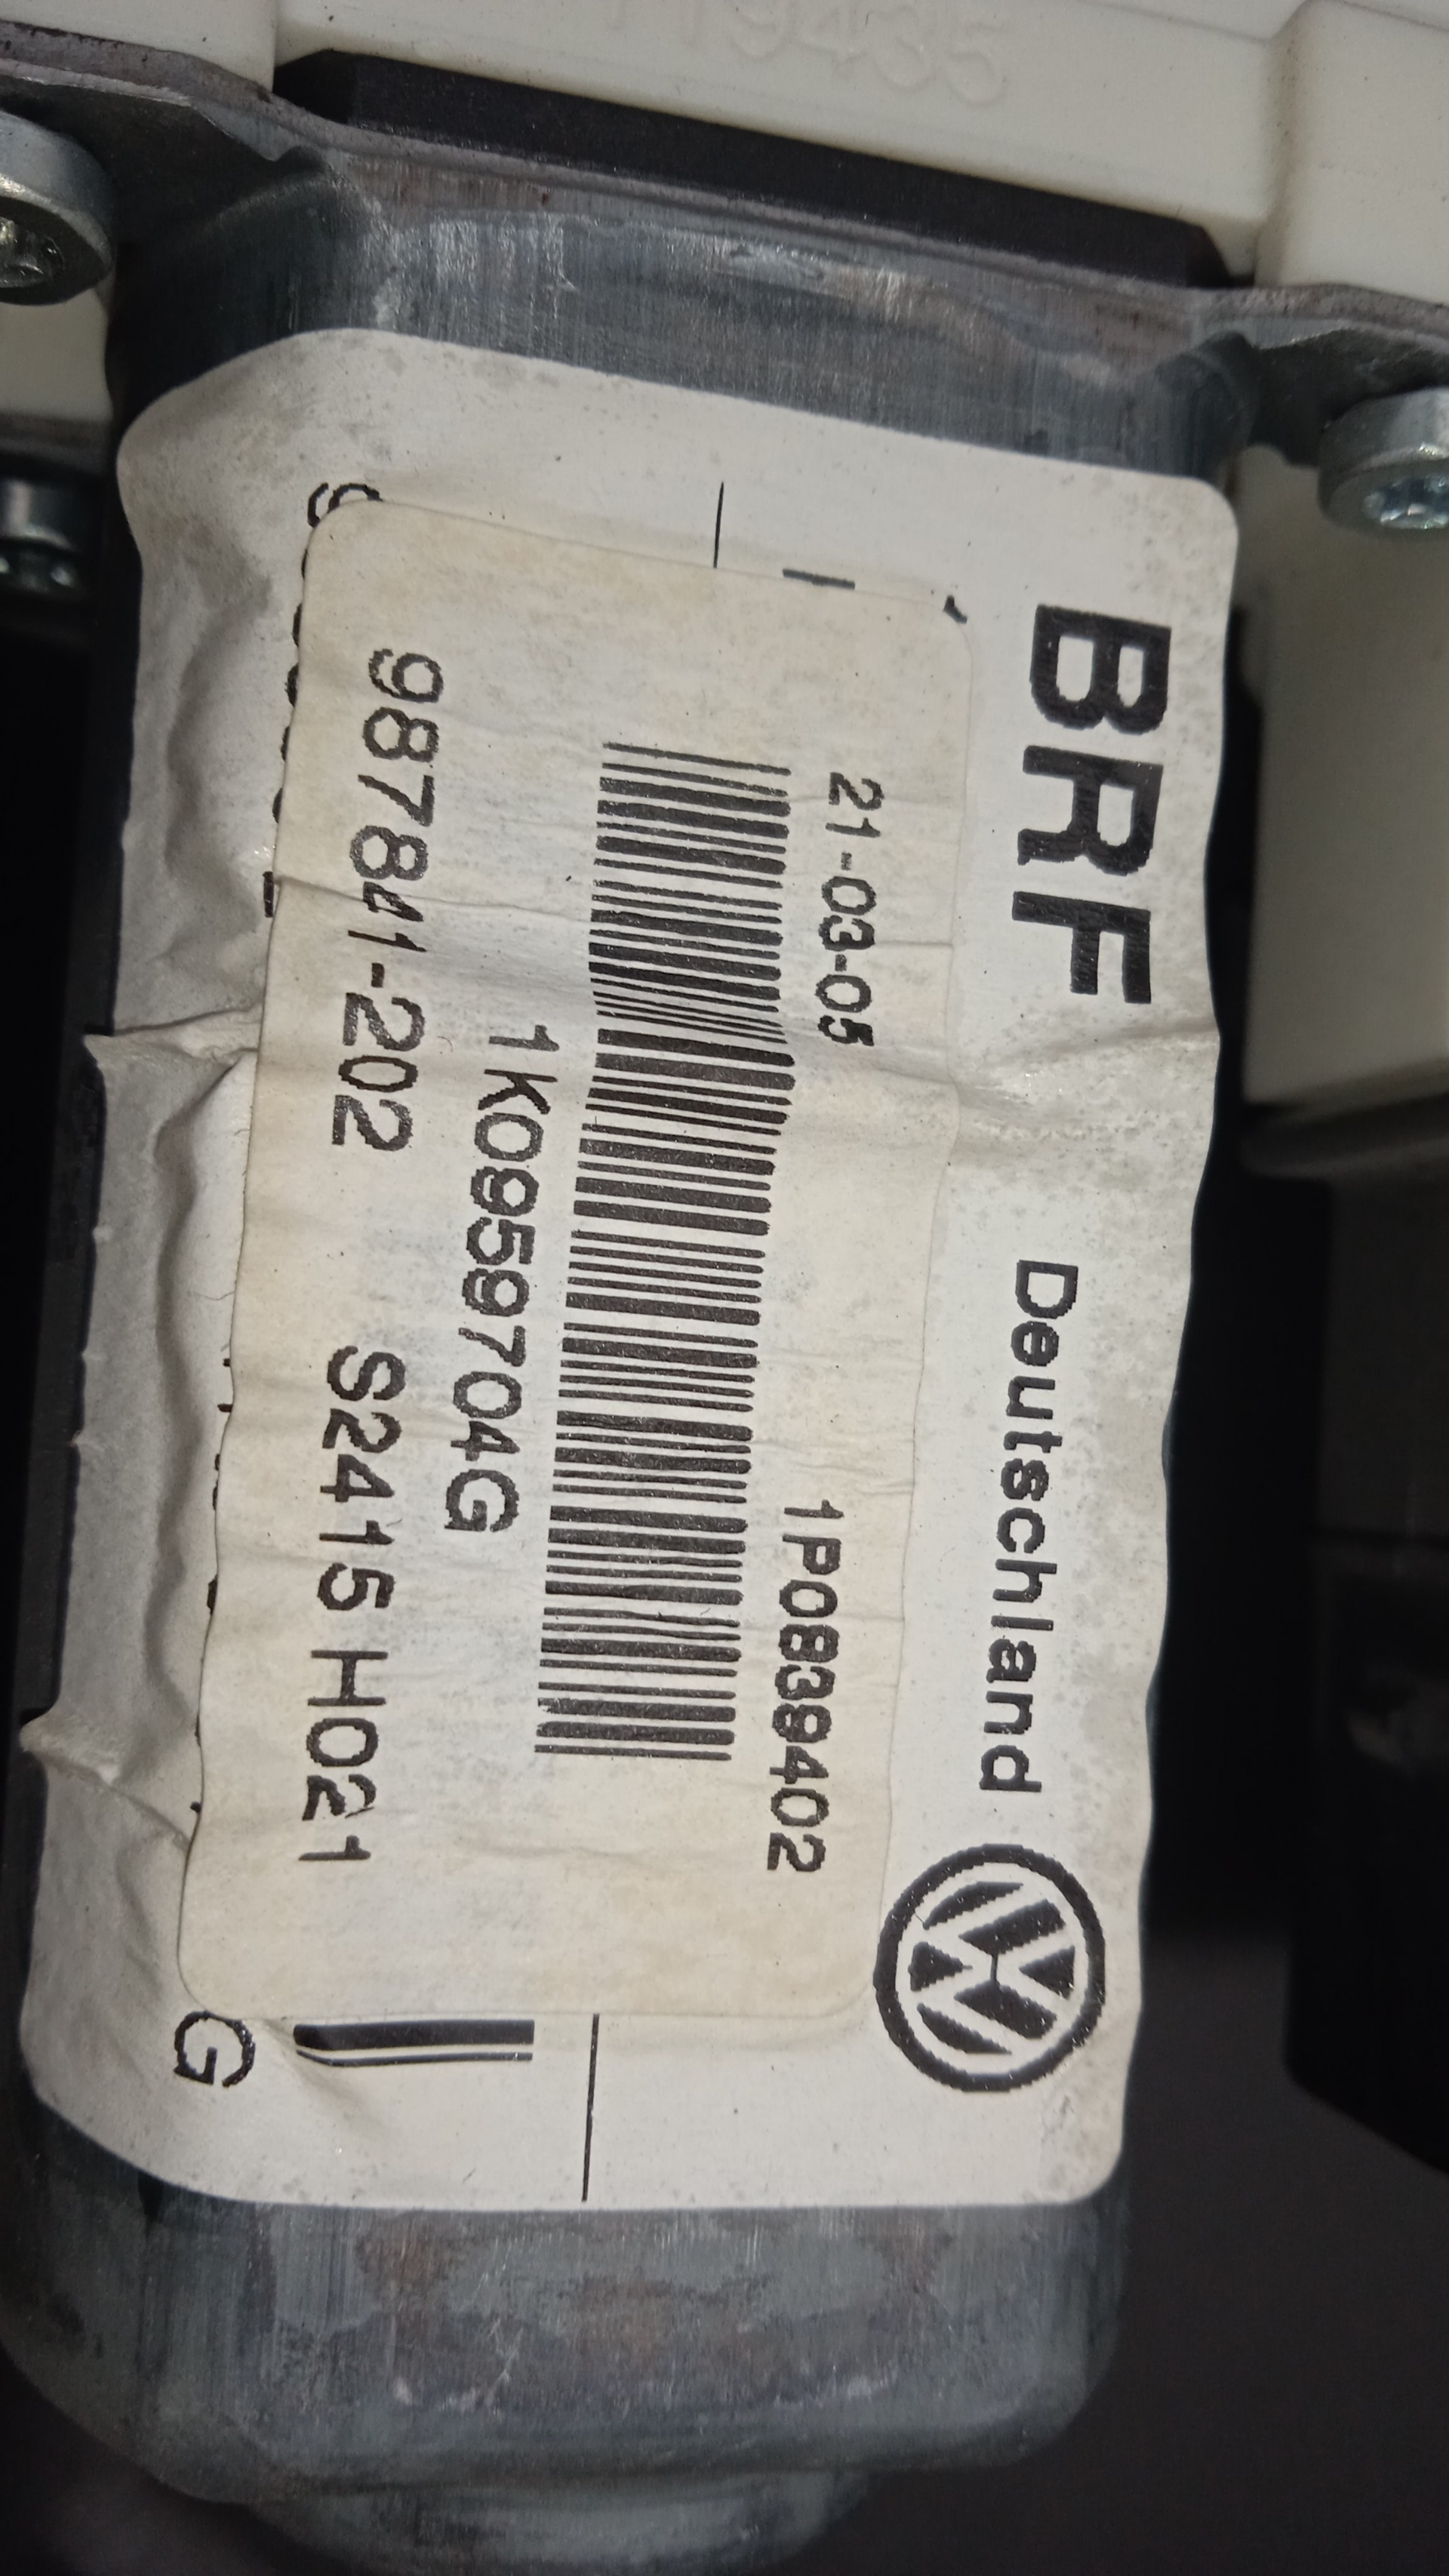 BRF Deutschland
21-03-05 1P0839402
1K0959704G
987841-202 S2415 H021
G